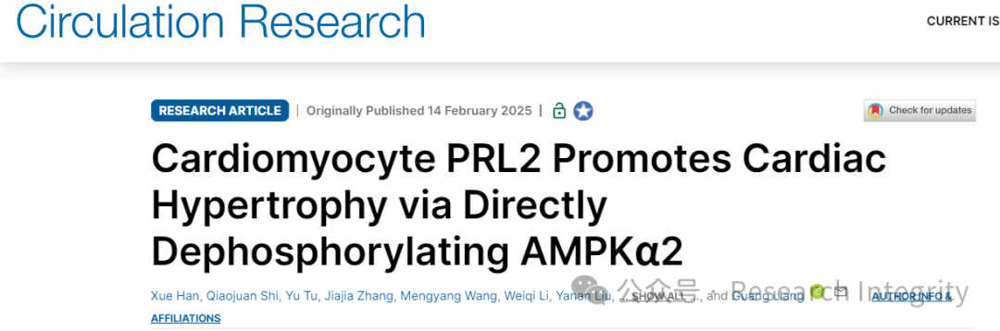 Circulation Research
CURRENT IS
RESEARCH ARTICLE | Originally Published 14 February 2025 |
Check for updates
Cardiomyocyte PRL2 Promotes Cardiac
Hypertrophy via Directly
Dephosphorylating AMPKα2
Xue Han, Qiaojuan Shi, Yu Tu, Jiajia Zhang, Mengyang Wang, Weiqi Li, Yanan Liu, ... SHOW ALL ..., and Guang Liang AUTHOR INFO &
AFFILIATIONS
公众号 · Research Integrity